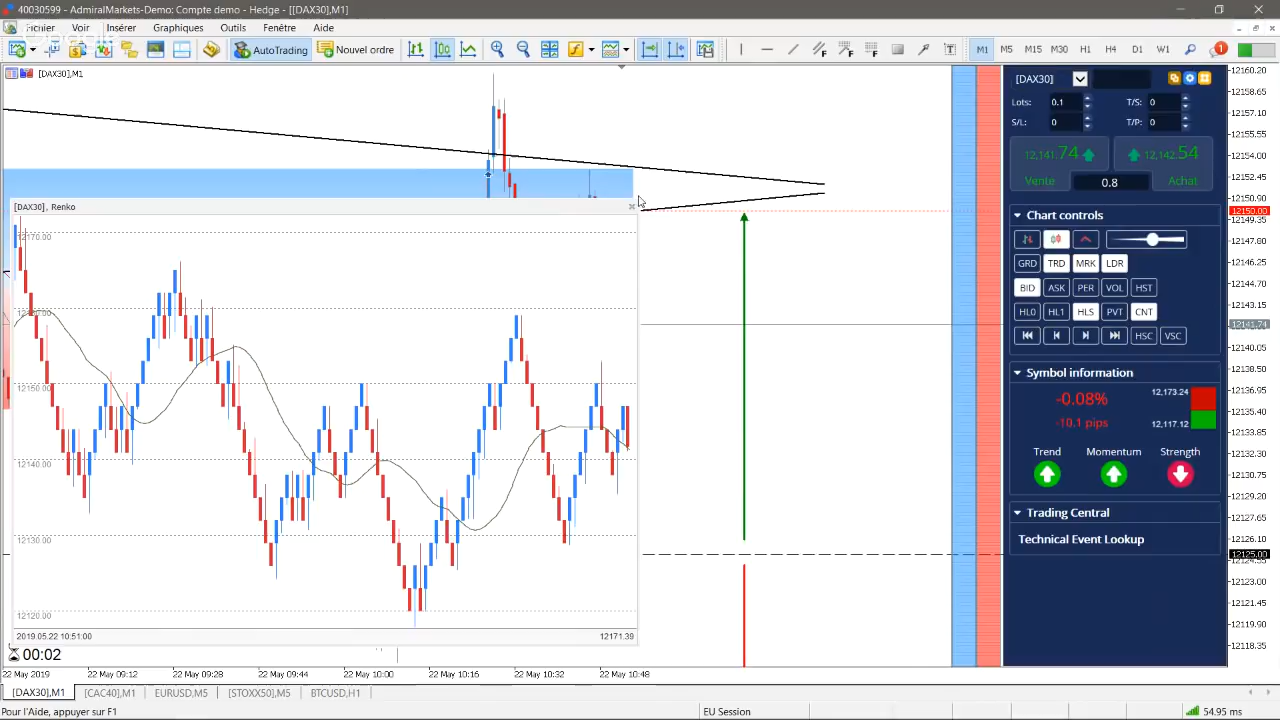 40030599 - AdmiralMarkets-Demo: Compte demo - Hedge - [[DAX30],M1]
Fichier Voir Insérer Graphiques Outils Fenêtre Aide
AutoTrading Nouvel ordre M1 M5 M15 M30 H1 H4 D1 W1 1
[DAX30],M1
[DAX30], Renko
12170.00
12150.00
12140.00
12130.00
12120.00
2019.05.22 10:51:00 12171.39
00:02
22 May 2019 22 May 09:12 22 May 09:28 22 May 09:44 22 May 10:00 22 May 10:16 22 May 10:32 22 May 10:48
[DAX30]
Lots: 0.1 T/S: 0
S/L: 0 T/P: 0
12,141.74 12,142.54
Vente 0.8 Achat
Chart controls
GRD TRD MRK LDR
BID ASK PER VOL HST
HL0 HL1 HLS PVT CNT
HSC VSC
Symbol information
-0.08% 12,173.24
-10.1 pips 12,117.12
Trend Momentum Strength
Trading Central
Technical Event Lookup
12160.20
12158.65
12157.10
12155.55
12154.00
12152.45
12150.90
12150.00
12149.35
12147.80
12146.25
12144.70
12143.15
12141.74
12140.05
12138.50
12136.95
12135.40
12133.85
12132.30
12130.75
12129.20
12127.65
12126.10
12125.00
12123.00
12121.45
12119.90
12118.35
[DAX30],M1 [CAC40],M1 EURUSD,M5 [STOXX50],M5 BTCUSD,H1
Pour l'Aide, appuyer sur F1 EU Session 54.95 ms